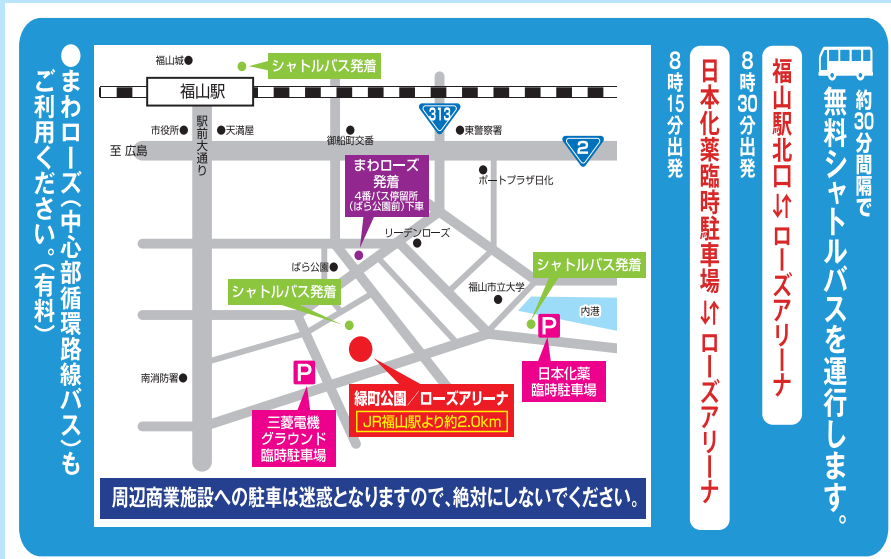 約30分間隔で
無料シャトルバスを運行します。
福山駅北口⇅ローズアリーナ
8時30分出発
日本化薬臨時駐車場⇅ローズアリーナ
8時15分出発
福山城
シャトルバス発着
福山駅
313
市役所
駅前大通り
天満屋
御船町交番
東警察署
2
至 広島
まわローズ
発着
4番バス停留所
(ばら公園前)下車
ポートプラザ日化
リーデンローズ
ばら公園
シャトルバス発着
シャトルバス発着
福山市立大学
内港
P
日本化薬
臨時駐車場
南消防署
P
三菱電機
グラウンド
臨時駐車場
緑町公園/ローズアリーナ
JR福山駅より約2.0km
周辺商業施設への駐車は迷惑となりますので、絶対にしないでください。
●まわローズ(中心部循環路線バス)も
ご利用ください。(有料)